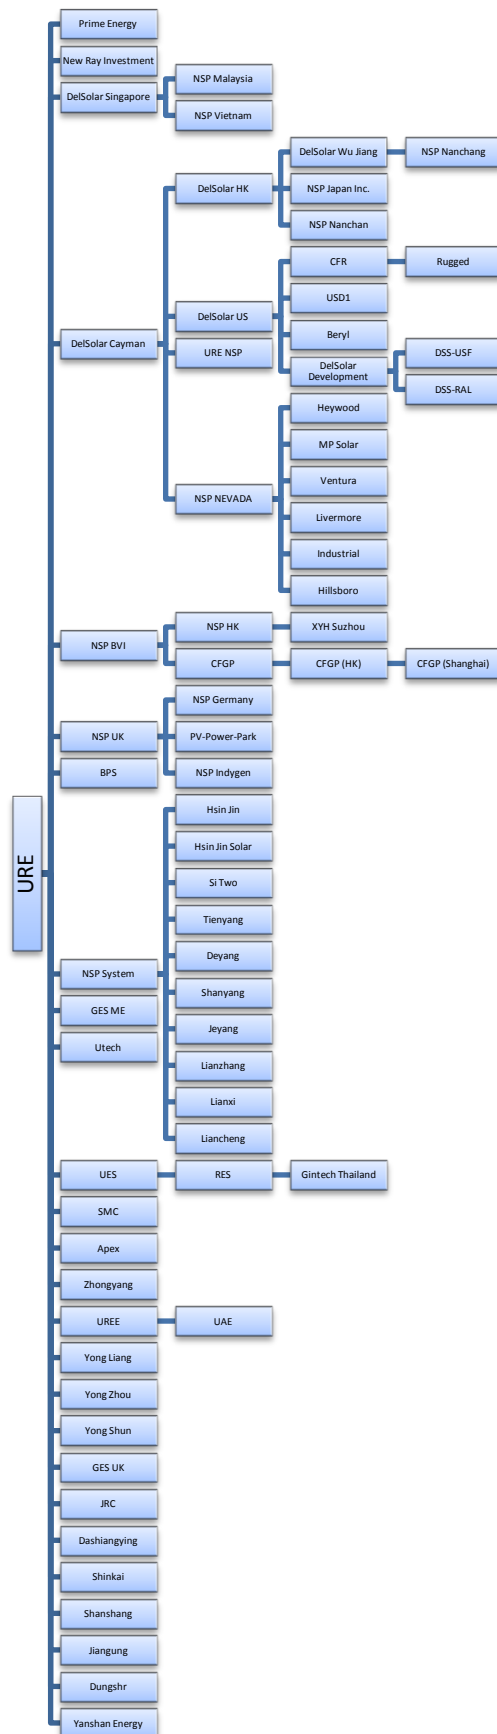 Prime Energy
New Ray Investment
DelSolar Singapore
NSP Malaysia
NSP Vietnam
DelSolar Cayman
DelSolar HK
DelSolar Wu Jiang
NSP Nanchang
NSP Japan Inc.
NSP Nanchan
DelSolar US
CFR
Rugged
USD1
Beryl
DelSolar
Development
DSS-USF
DSS-RAL
URE NSP
NSP NEVADA
Heywood
MP Solar
Ventura
Livermore
Industrial
Hillsboro
NSP BVI
NSP HK
XYH Suzhou
CFGP
CFGP (HK)
CFGP (Shanghai)
NSP UK
NSP Germany
PV-Power-Park
NSP Indygen
BPS
URE
NSP System
Hsin Jin
Hsin Jin Solar
Si Two
Tienyang
Deyang
Shanyang
Jeyang
Lianzhang
Lianxi
Liancheng
GES ME
Utech
UES
RES
Gintech Thailand
SMC
Apex
Zhongyang
UREE
UAE
Yong Liang
Yong Zhou
Yong Shun
GES UK
JRC
Dashiangying
Shinkai
Shanshang
Jiangung
Dungshr
Yanshan Energy